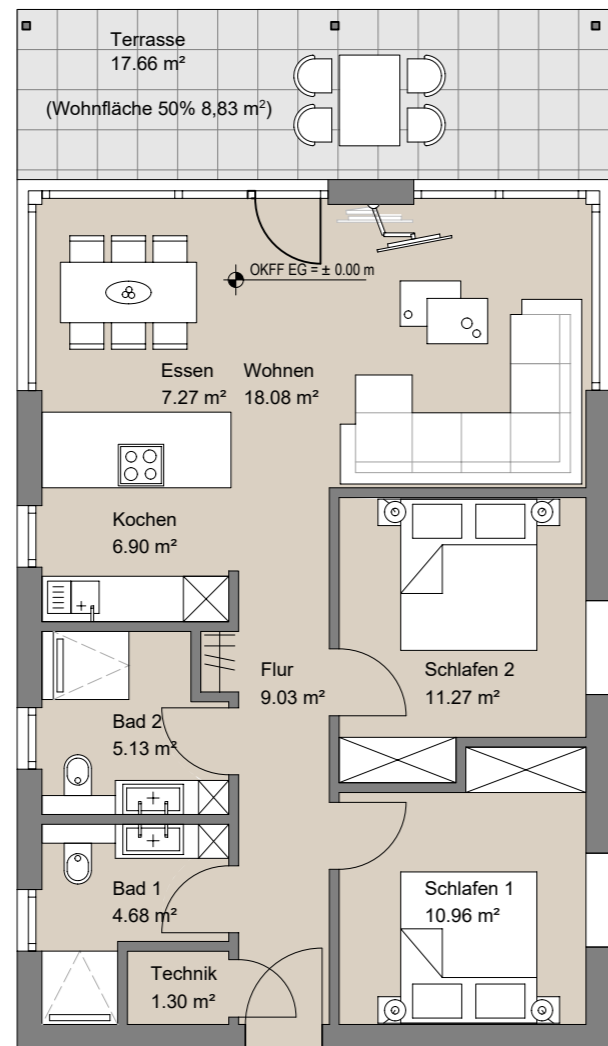 Terrasse
17.66 m²
(Wohnfläche 50% 8,83 m²)
OKFF EG = ± 0.00 m
Essen
7.27 m²
Wohnen
18.08 m²
Kochen
6.90 m²
Flur
9.03 m²
Schlafen 2
11.27 m²
Bad 2
5.13 m²
Bad 1
4.68 m²
Schlafen 1
10.96 m²
Technik
1.30 m²